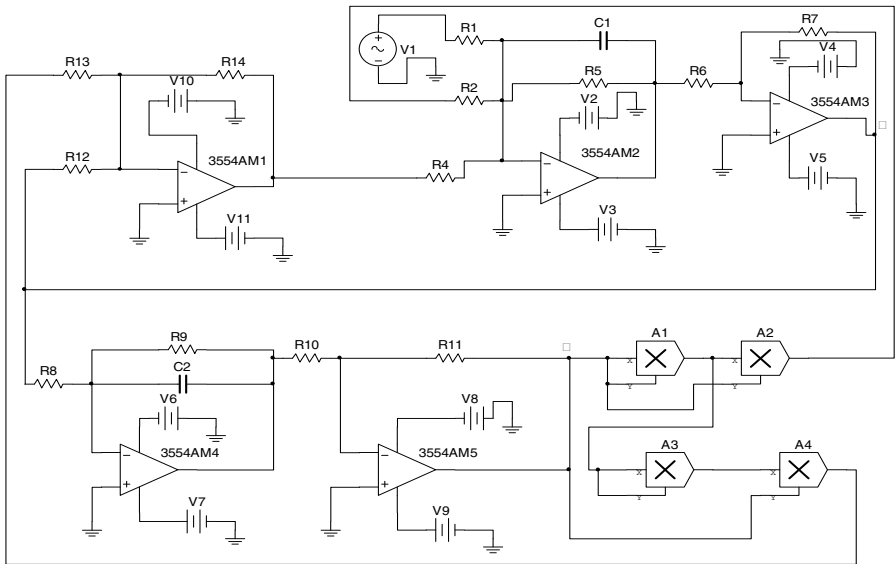 R1
C1
R7
V1
V4
R13
R14
V10
R2
R5
R6
V2
3554AM3
3554AM2
R12
3554AM1
R4
V5
V11
V3
R9
R10
R11
A1
A2
X
X
R8
C2
Y
Y
V6
V8
3554AM4
3554AM5
A3
A4
X
X
V7
V9
Y
Y